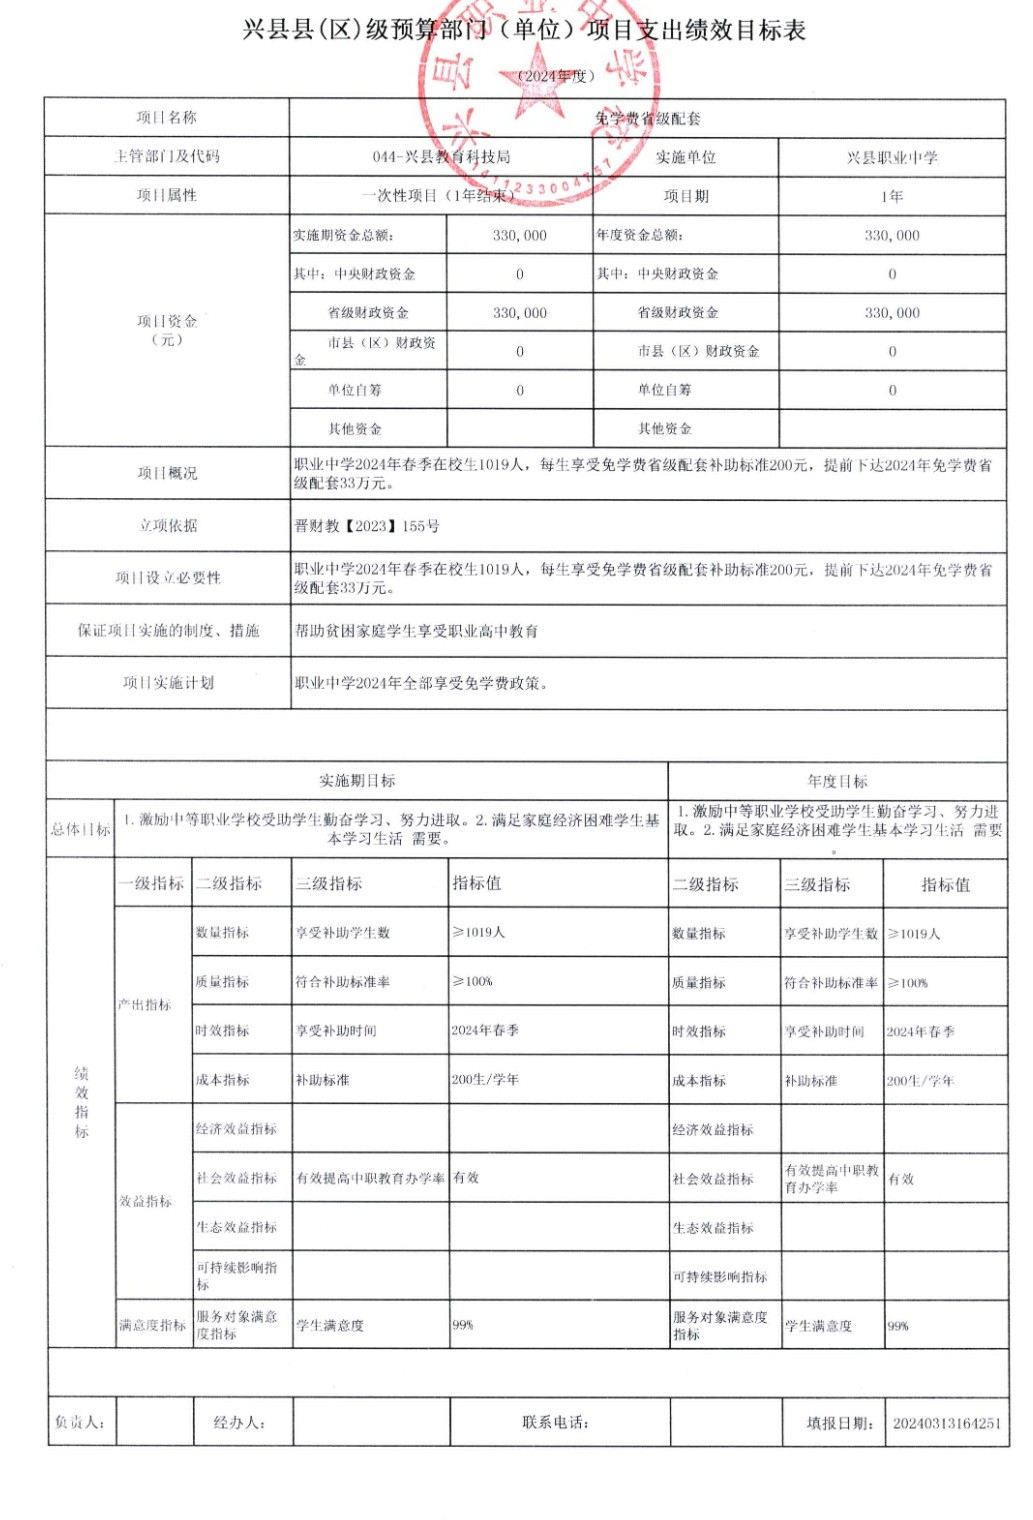 兴县县(区)级预算部门（单位）项目支出绩效目标表
（2024年度）
兴县职业中学校
1411233004757
项目名称 免学费省级配套
主管部门及代码 044-兴县教育科技局 实施单位 兴县职业中学
项目属性 一次性项目（1年结束） 项目期 1年
项目资金
（元）
实施期资金总额: 330,000 年度资金总额: 330,000
其中: 中央财政资金 0 其中: 中央财政资金 0
省级财政资金 330,000 省级财政资金 330,000
市县（区）财政资
金 0 市县（区）财政资金 0
单位自筹 0 单位自筹 0
其他资金 其他资金
项目概况 职业中学2024年春季在校生1019人，每生享受免学费省级配套补助标准200元，提前下达2024年免学费省
级配套33万元。
立项依据 晋财教【2023】155号
项目设立必要性 职业中学2024年春季在校生1019人，每生享受免学费省级配套补助标准200元，提前下达2024年免学费省
级配套33万元。
保证项目实施的制度、措施 帮助贫困家庭学生享受职业高中教育
项目实施计划 职业中学2024年全部享受免学费政策。
实施期目标 年度目标
总体目标
1.激励中等职业学校受助学生勤奋学习、努力进取。2.满足家庭经济困难学生基
本学习生活 需要。
1.激励中等职业学校受助学生勤奋学习、努力进
取。2.满足家庭经济困难学生基本学习生活 需要
。
绩效指标
一级指标 二级指标 三级指标 指标值 二级指标 三级指标 指标值
产出指标
数量指标 享受补助学生数 ≥1019人 数量指标 享受补助学生数 ≥1019人
质量指标 符合补助标准率 ≥100% 质量指标 符合补助标准率 ≥100%
时效指标 享受补助时间 2024年春季 时效指标 享受补助时间 2024年春季
成本指标 补助标准 200生/学年 成本指标 补助标准 200生/学年
效益指标
经济效益指标 经济效益指标
社会效益指标 有效提高中职教育办学率 有效 社会效益指标 有效提高中职教
育办学率 有效
生态效益指标 生态效益指标
可持续影响指
标 可持续影响指标
满意度指标 服务对象满意
度指标 学生满意度 99% 服务对象满意度
指标 学生满意度 99%
负责人: 经办人: 联系电话: 填报日期: 20240313164251